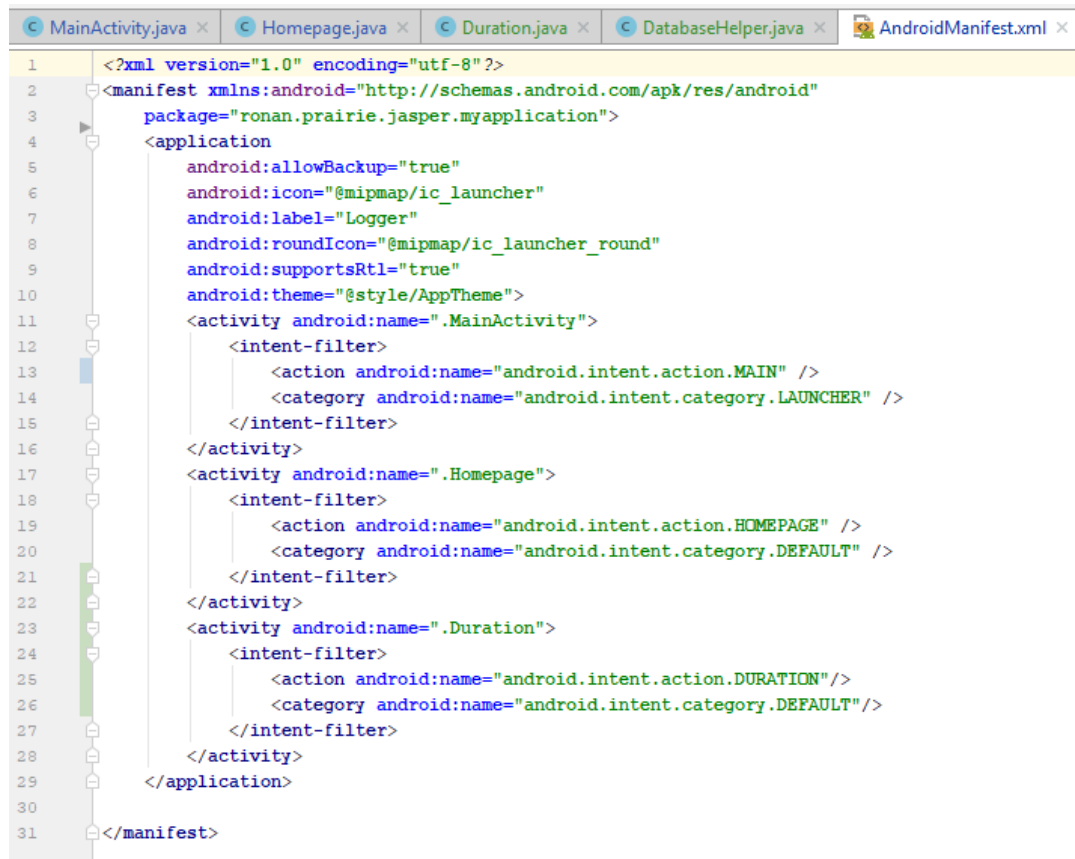 MainActivity.java Homepage.java Duration.java DatabaseHelper.java AndroidManifest.xml
1 <?xml version="1.0" encoding="utf-8"?>
2 <manifest xmlns:android="http://schemas.android.com/apk/res/android"
3 package="ronan.prairie.jasper.myapplication">
4 <application
5 android:allowBackup="true"
6 android:icon="@mipmap/ic_launcher"
7 android:label="Logger"
8 android:roundIcon="@mipmap/ic_launcher_round"
9 android:supportsRtl="true"
10 android:theme="@style/AppTheme">
11 <activity android:name=".MainActivity">
12 <intent-filter>
13 <action android:name="android.intent.action.MAIN" />
14 <category android:name="android.intent.category.LAUNCHER" />
15 </intent-filter>
16 </activity>
17 <activity android:name=".Homepage">
18 <intent-filter>
19 <action android:name="android.intent.action.HOMEPAGE" />
20 <category android:name="android.intent.category.DEFAULT" />
21 </intent-filter>
22 </activity>
23 <activity android:name=".Duration">
24 <intent-filter>
25 <action android:name="android.intent.action.DURATION"/>
26 <category android:name="android.intent.category.DEFAULT"/>
27 </intent-filter>
28 </activity>
29 </application>
30
31 </manifest>